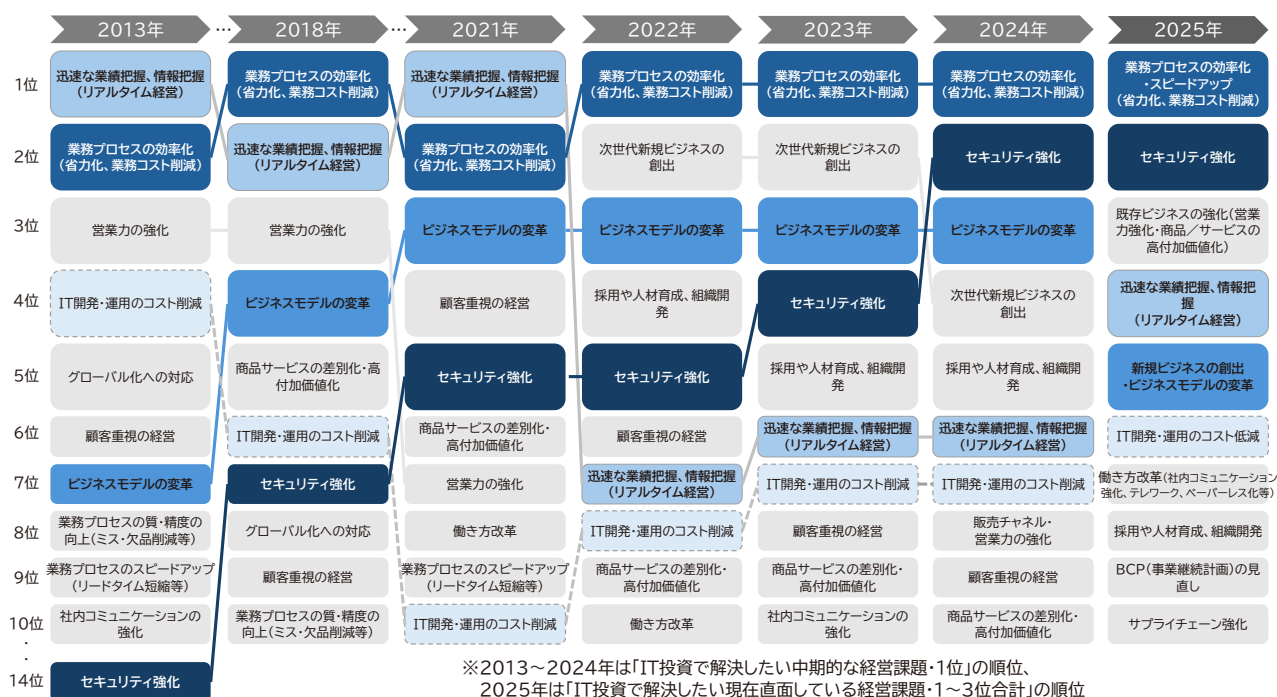 2013年 … 2018年 … 2021年 2022年 2023年 2024年 2025年
1位
迅速な業績把握、情報把握
(リアルタイム経営)
業務プロセスの効率化
(省力化、業務コスト削減)
迅速な業績把握、情報把握
(リアルタイム経営)
業務プロセスの効率化
(省力化、業務コスト削減)
業務プロセスの効率化
(省力化、業務コスト削減)
業務プロセスの効率化
(省力化、業務コスト削減)
業務プロセスの効率化
・スピードアップ
(省力化、業務コスト削減)
2位
業務プロセスの効率化
(省力化、業務コスト削減)
迅速な業績把握、情報把握
(リアルタイム経営)
業務プロセスの効率化
(省力化、業務コスト削減)
次世代新規ビジネスの
創出
次世代新規ビジネスの
創出
セキュリティ強化
セキュリティ強化
3位
営業力の強化
営業力の強化
ビジネスモデルの変革
ビジネスモデルの変革
ビジネスモデルの変革
ビジネスモデルの変革
既存ビジネスの強化(営業
力強化・商品／サービスの
高付加価値化)
4位
IT開発・運用のコスト削減
ビジネスモデルの変革
顧客重視の経営
採用や人材育成、組織開
発
セキュリティ強化
次世代新規ビジネスの
創出
迅速な業績把握、情報把
握
(リアルタイム経営)
5位
グローバル化への対応
商品サービスの差別化・高
付加価値化
セキュリティ強化
セキュリティ強化
採用や人材育成、組織開
発
採用や人材育成、組織開
発
新規ビジネスの創出
・ビジネスモデルの変革
6位
顧客重視の経営
IT開発・運用のコスト削減
商品サービスの差別化・
高付加価値化
顧客重視の経営
迅速な業績把握、情報把握
(リアルタイム経営)
迅速な業績把握、情報把握
(リアルタイム経営)
IT開発・運用のコスト低減
7位
ビジネスモデルの変革
セキュリティ強化
営業力の強化
迅速な業績把握、情報把握
(リアルタイム経営)
IT開発・運用のコスト削減
IT開発・運用のコスト削減
働き方改革(社内コミュニケーション
強化、テレワーク、ペーパーレス化等)
8位
業務プロセスの質・精度の
向上(ミス・欠品削減等)
グローバル化への対応
働き方改革
IT開発・運用のコスト削減
顧客重視の経営
販売チャネル・
営業力の強化
採用や人材育成、組織開発
9位
業務プロセスのスピードアップ
(リードタイム短縮等)
顧客重視の経営
業務プロセスのスピードアップ
(リードタイム短縮等)
商品サービスの差別化・
高付加価値化
商品サービスの差別化・
高付加価値化
顧客重視の経営
BCP(事業継続計画)の見
直し
10位
社内コミュニケーションの
強化
業務プロセスの質・精度の
向上(ミス・欠品削減等)
IT開発・運用のコスト削減
働き方改革
社内コミュニケーションの
強化
商品サービスの差別化・
高付加価値化
サプライチェーン強化
・
・
14位
セキュリティ強化
※2013～2024年は「IT投資で解決したい中期的な経営課題・1位」の順位、
2025年は「IT投資で解決したい現在直面している経営課題・1～3位合計」の順位